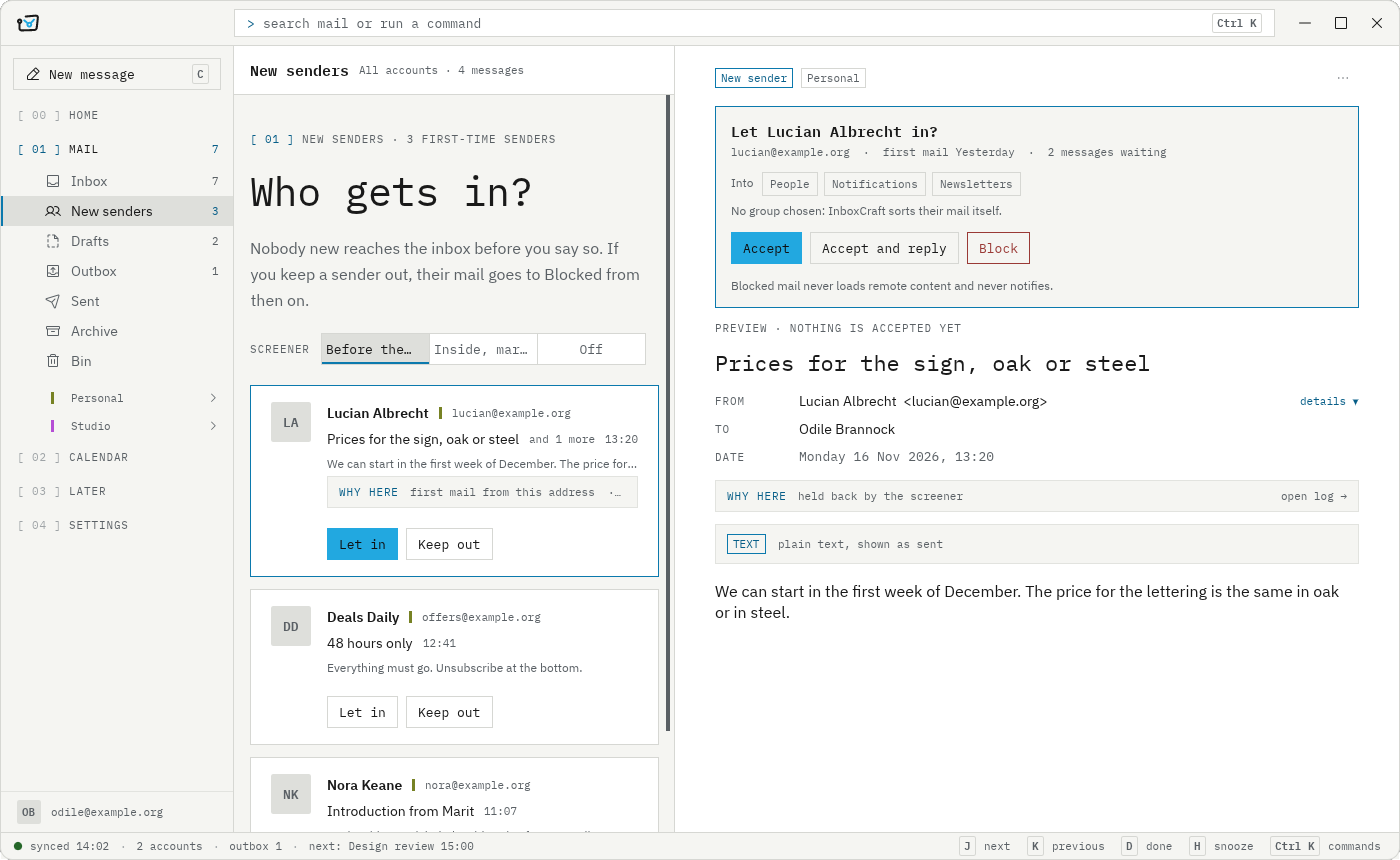 > search mail or run a command Ctrl K
New message C
[ 00 ] HOME
[ 01 ] MAIL 7
Inbox 7
New senders 3
Drafts 2
Outbox 1
Sent
Archive
Bin
Personal
Studio
[ 02 ] CALENDAR
[ 03 ] LATER
[ 04 ] SETTINGS
OB odile@example.org
New senders All accounts · 4 messages
[ 01 ] NEW SENDERS · 3 FIRST-TIME SENDERS
Who gets in?
Nobody new reaches the inbox before you say so. If
you keep a sender out, their mail goes to Blocked from
then on.
SCREENER Before the… Inside, mar… Off
LA Lucian Albrecht lucian@example.org
Prices for the sign, oak or steel and 1 more 13:20
We can start in the first week of December. The price for…
WHY HERE first mail from this address ·…
Let in Keep out
DD Deals Daily offers@example.org
48 hours only 12:41
Everything must go. Unsubscribe at the bottom.
Let in Keep out
NK Nora Keane nora@example.org
Introduction from Marit 11:07
New sender Personal ···
Let Lucian Albrecht in?
lucian@example.org · first mail Yesterday · 2 messages waiting
Into People Notifications Newsletters
No group chosen: InboxCraft sorts their mail itself.
Accept Accept and reply Block
Blocked mail never loads remote content and never notifies.
PREVIEW · NOTHING IS ACCEPTED YET
Prices for the sign, oak or steel
FROM Lucian Albrecht <lucian@example.org> details ▾
TO Odile Brannock
DATE Monday 16 Nov 2026, 13:20
WHY HERE held back by the screener open log →
TEXT plain text, shown as sent
We can start in the first week of December. The price for the lettering is the same in oak
or in steel.
synced 14:02 · 2 accounts · outbox 1 · next: Design review 15:00
J next K previous D done H snooze Ctrl K commands